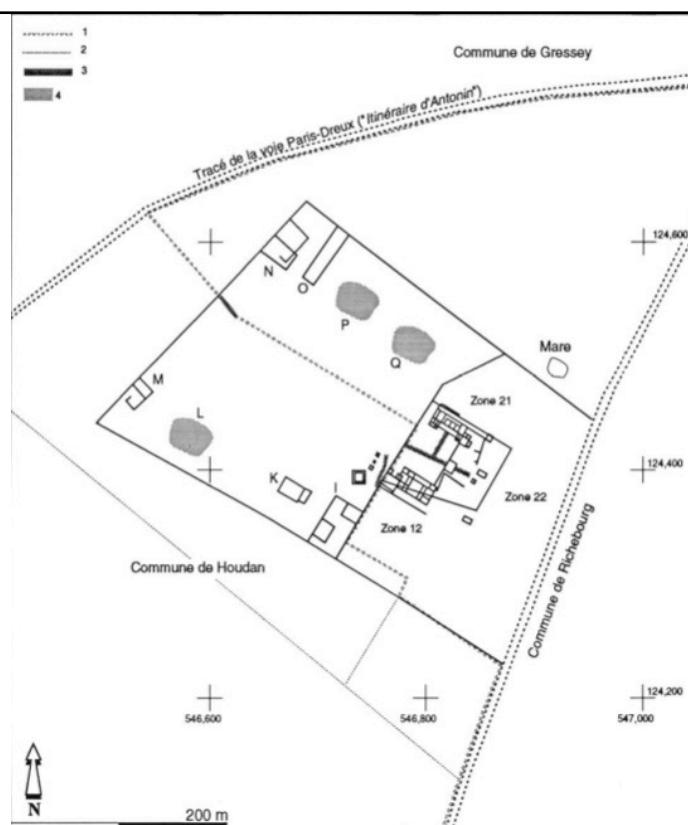 1
2
3
4
Commune de Gressey
Tracé de la voie Paris-Dreux ("Itinéraire d'Antonin")
124,600
N
O
P
Q
Mare
M
Zone 21
L
124,400
K
I
Zone 22
Zone 12
Commune de Houdan
Commune de Richebourg
124,200
546,600
546,800
547,000
N
200 m